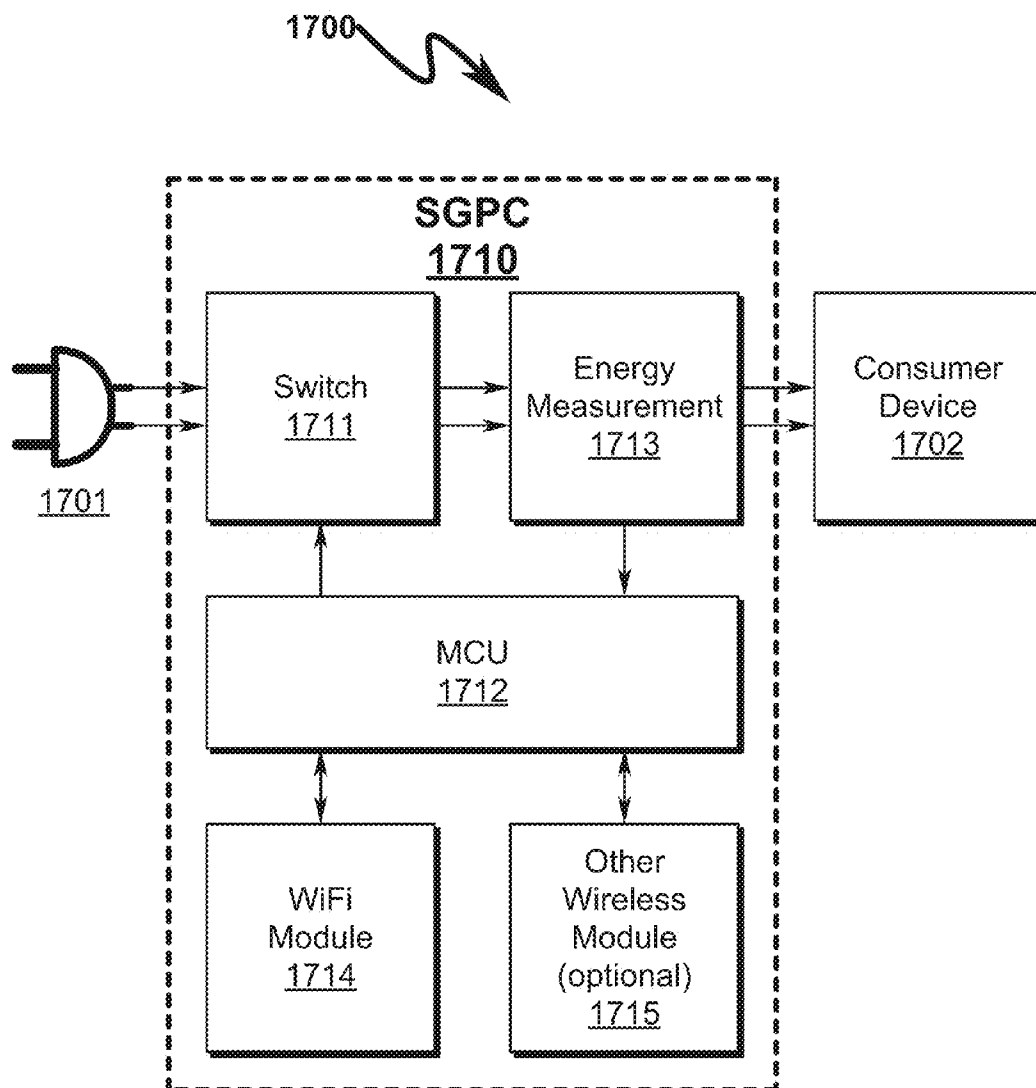 1700
SGPC
1710
Switch
1711
Energy
Measurement
1713
Consumer
Device
1702
1701
MCU
1712
WiFi
Module
1714
Other
Wireless
Module
(optional)
1715